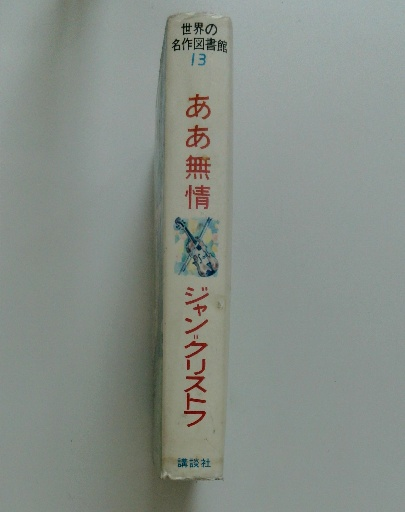 世界の
名作図書館
13
ああ無情
ジャン=クリストフ
講談社